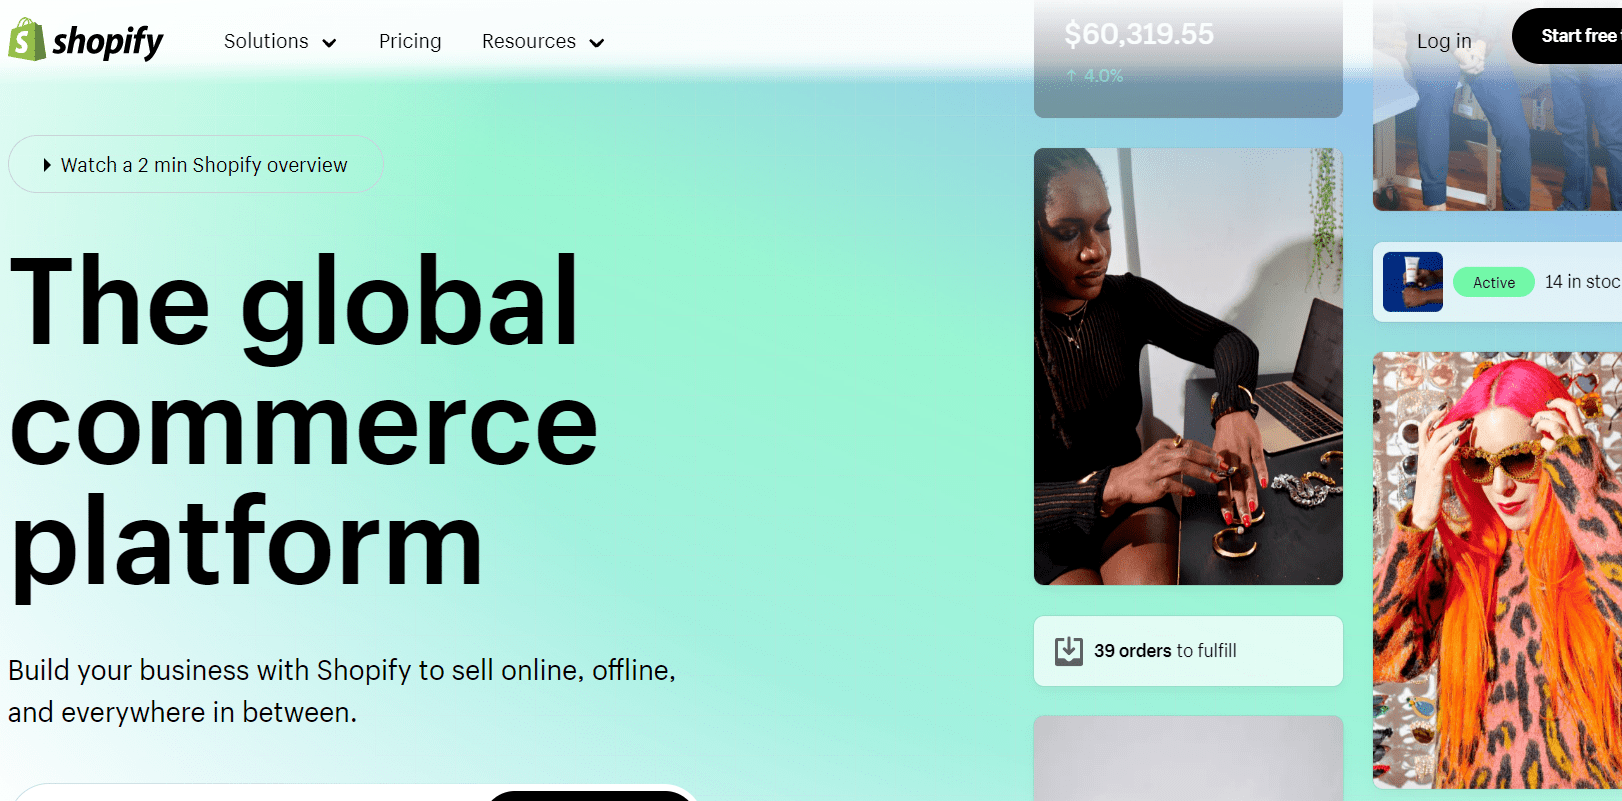 shopify
Solutions
Pricing
Resources
Log in
Start free
Watch a 2 min Shopify overview
The global
commerce
platform
Build your business with Shopify to sell online, offline,
and everywhere in between.
$60,319.55
↑ 4.0%
39 orders to fulfill
Active
14 in stoc